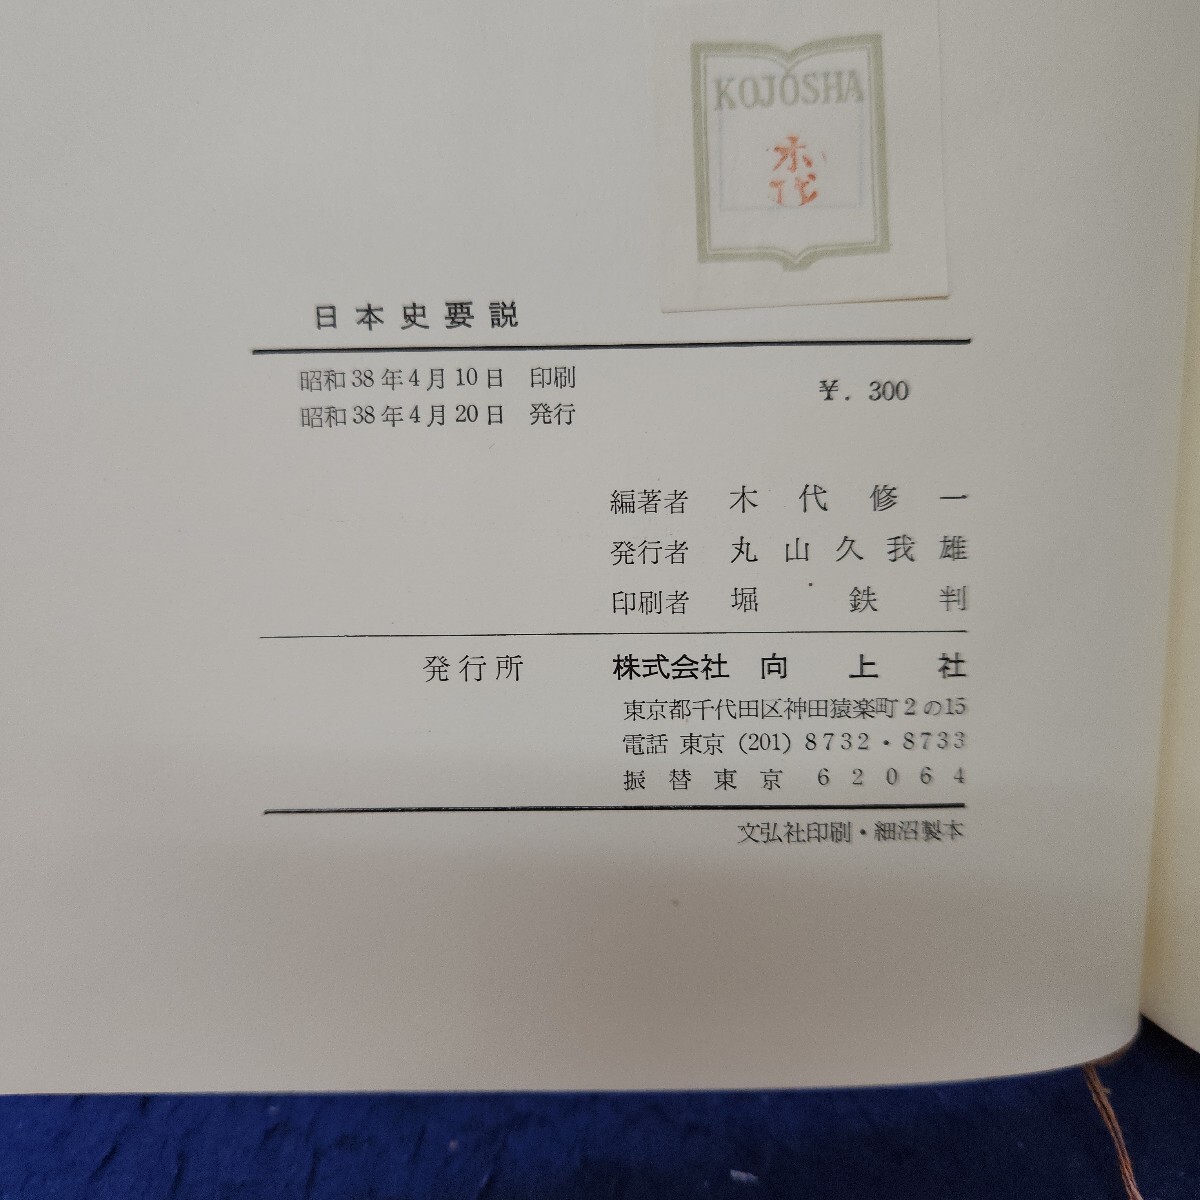 KOJOSHA
木代
日本史要説
昭和38年4月10日 印刷
昭和38年4月20日 発行
¥. 300
編著者 木代修一
発行者 丸山久我雄
印刷者 堀鉄判
発行所 株式会社 向上社
東京都千代田区神田猿楽町2の15
電話 東京 (201) 8732・8733
振替東京 62064
文弘社印刷・細沼製本